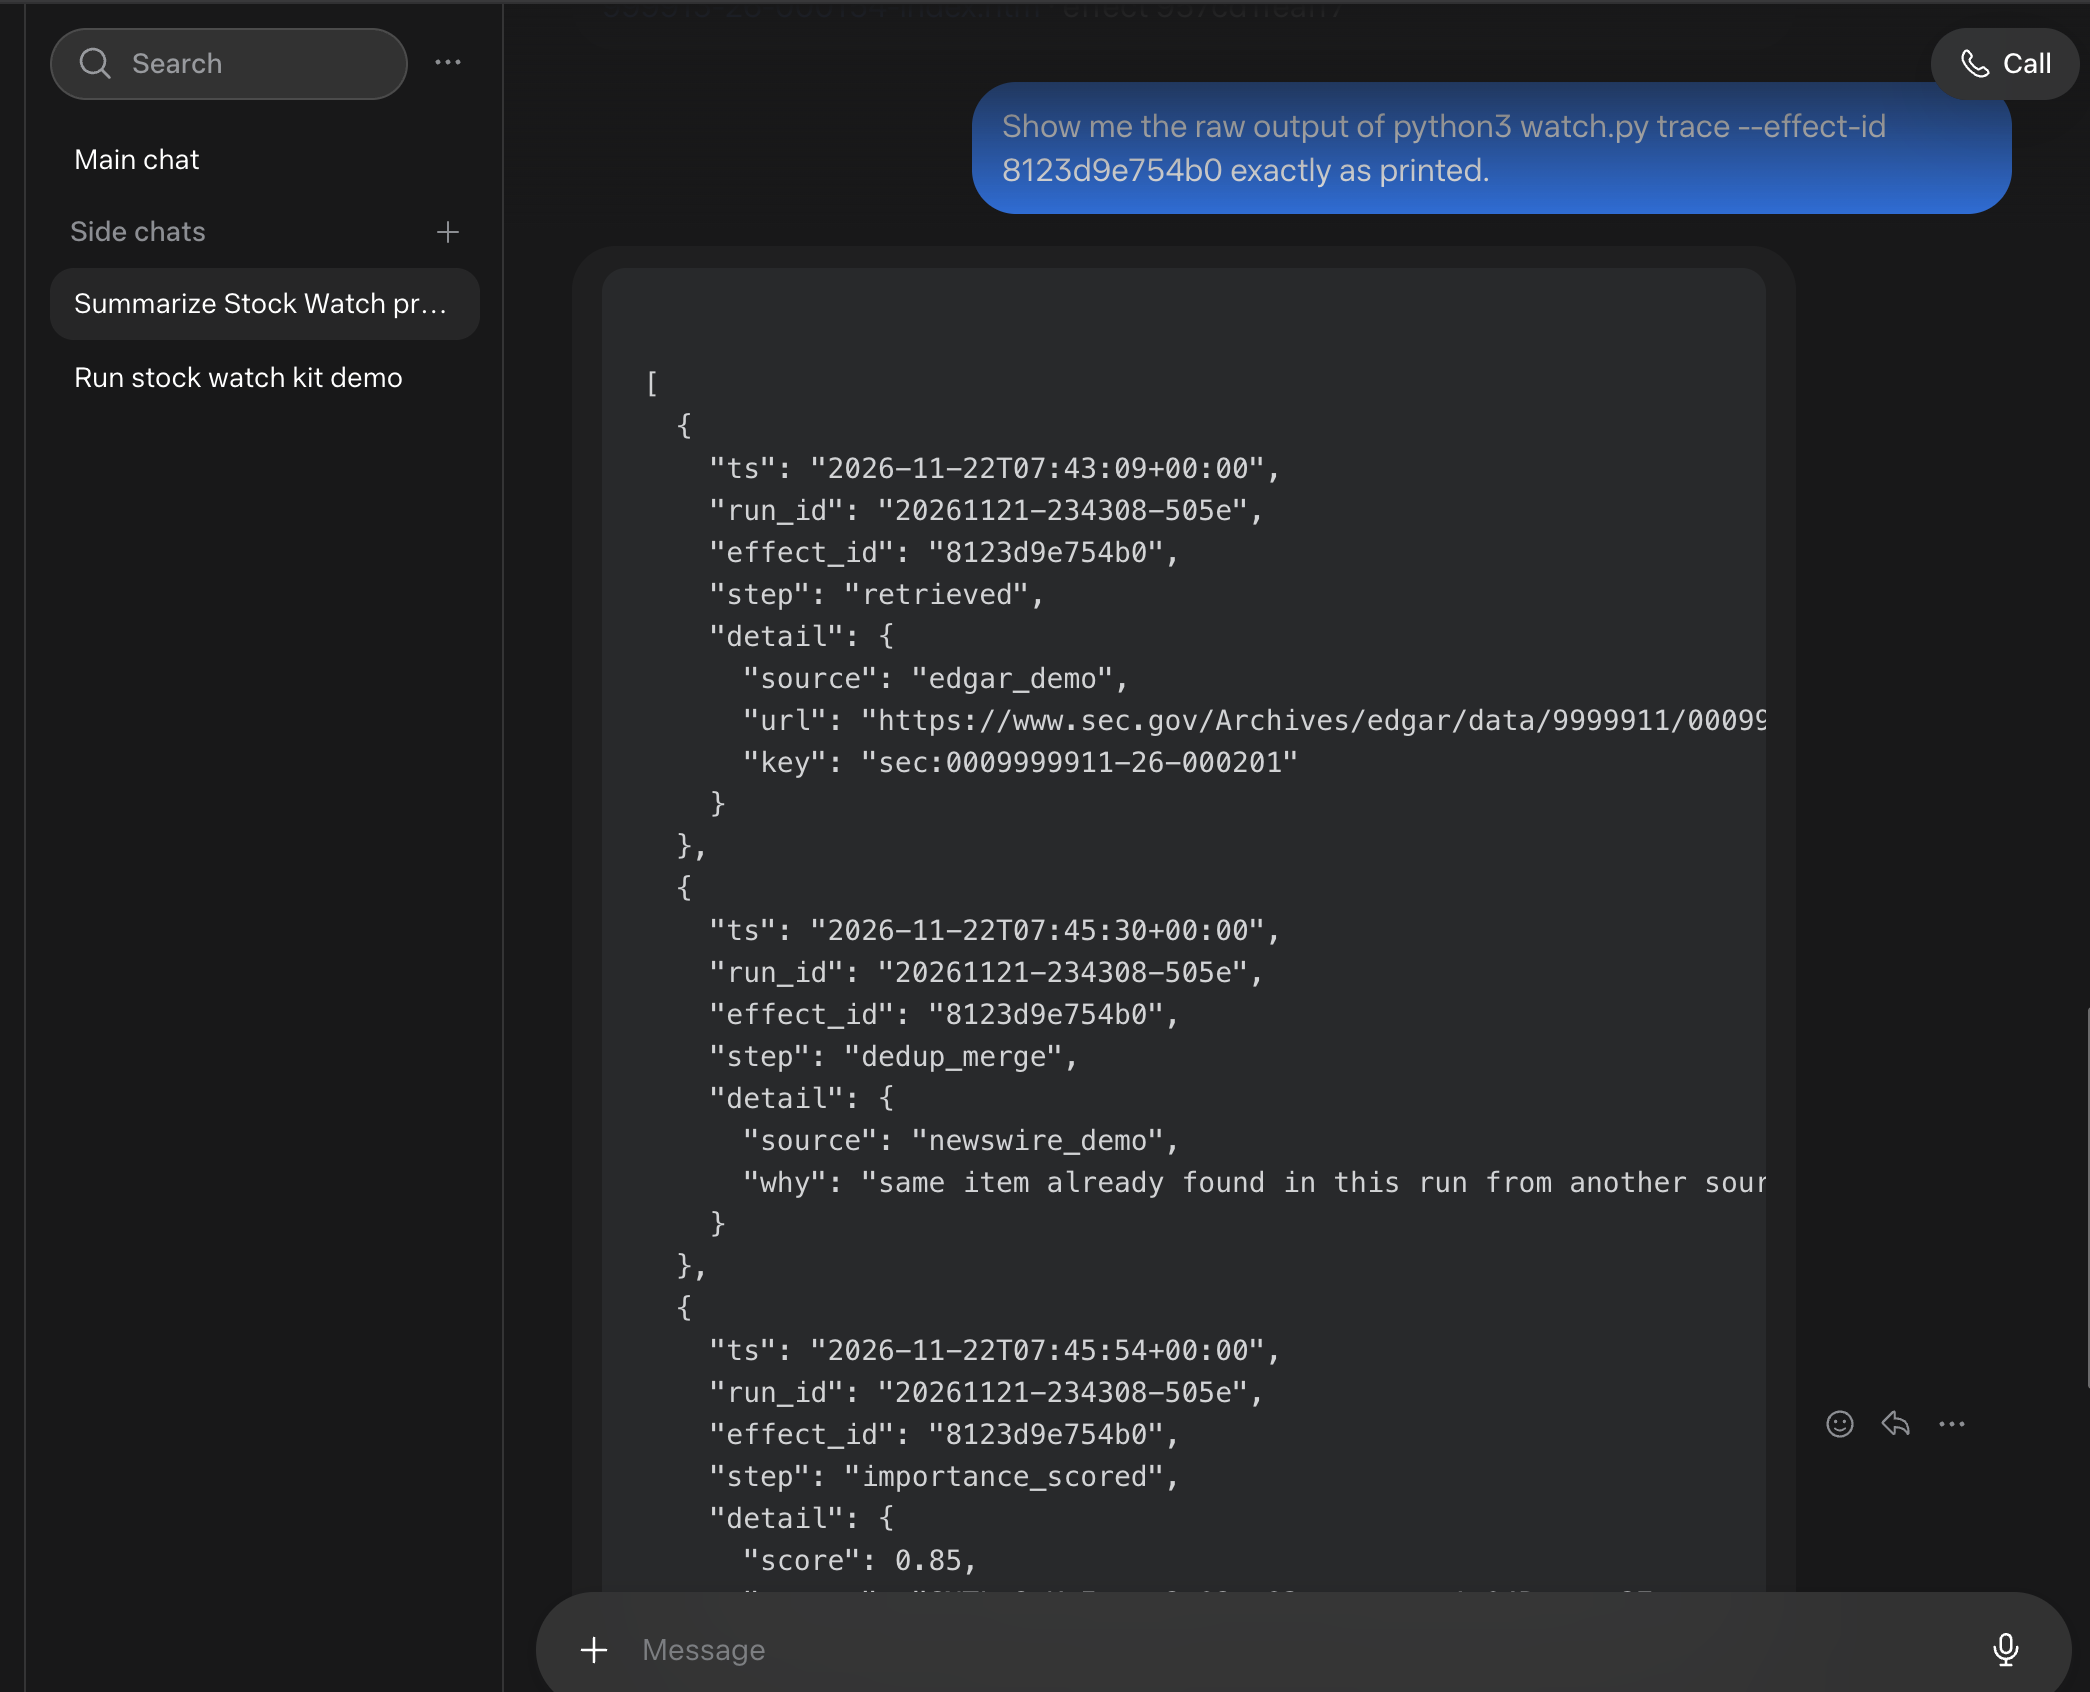 Search
Main chat
Side chats
Summarize Stock Watch pr...
Run stock watch kit demo
Call
Show me the raw output of python3 watch.py trace --effect-id
8123d9e754b0 exactly as printed.
[
{
"ts": "2026-11-22T07:43:09+00:00",
"run_id": "20261121-234308-505e",
"effect_id": "8123d9e754b0",
"step": "retrieved",
"detail": {
"source": "edgar_demo",
"url": "https://www.sec.gov/Archives/edgar/data/9999911/00099
"key": "sec:0009999911-26-000201"
}
},
{
"ts": "2026-11-22T07:45:30+00:00",
"run_id": "20261121-234308-505e",
"effect_id": "8123d9e754b0",
"step": "dedup_merge",
"detail": {
"source": "newswire_demo",
"why": "same item already found in this run from another sour
}
},
{
"ts": "2026-11-22T07:45:54+00:00",
"run_id": "20261121-234308-505e",
"effect_id": "8123d9e754b0",
"step": "importance_scored",
"detail": {
"score": 0.85,
Message